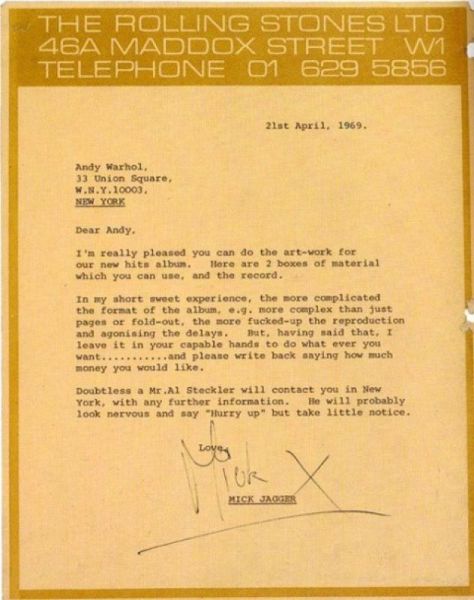 THE ROLLING STONES LTD
46A MADDOX STREET W1
TELEPHONE 01 629 5856
21st April, 1969.
Andy Warhol,
33 Union Square,
W.N.Y.10003,
NEW YORK
Dear Andy,
I'm really pleased you can do the art-work for
our new hits album. Here are 2 boxes of material
which you can use, and the record.
In my short sweet experience, the more complicated
the format of the album, e.g. more complex than just
pages or fold-out, the more fucked-up the reproduction
and agonising the delays. But, having said that, I
leave it in your capable hands to do what ever you
want...........and please write back saying how much
money you would like.
Doubtless a Mr.Al Steckler will contact you in New
York, with any further information. He will probably
look nervous and say "Hurry up" but take little notice.
Love,
Mick X
MICK JAGGER